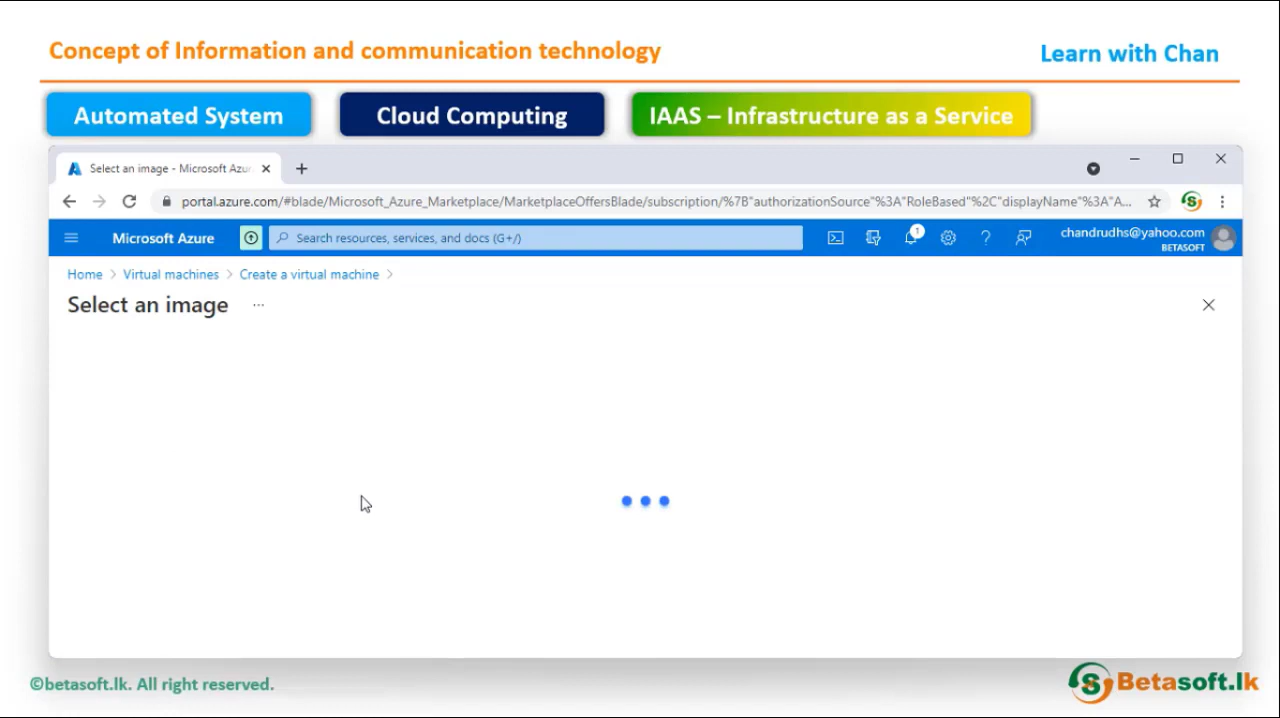 Concept of Information and communication technology
Learn with Chan
Automated System
Cloud Computing
IAAS – Infrastructure as a Service
Select an image - Microsoft Azur
portal.azure.com/#blade/Microsoft_Azure_Marketplace/MarketplaceOffersBlade/subscription/%7B"authorizationSource"%3A"RoleBased"%2C"displayName"%3A"A...
Microsoft Azure
Search resources, services, and docs (G+/)
1
chandrudhs@yahoo.com
BETASOFT
Home > Virtual machines > Create a virtual machine >
Select an image ...
©betasoft.lk. All right reserved.
Betasoft.lk